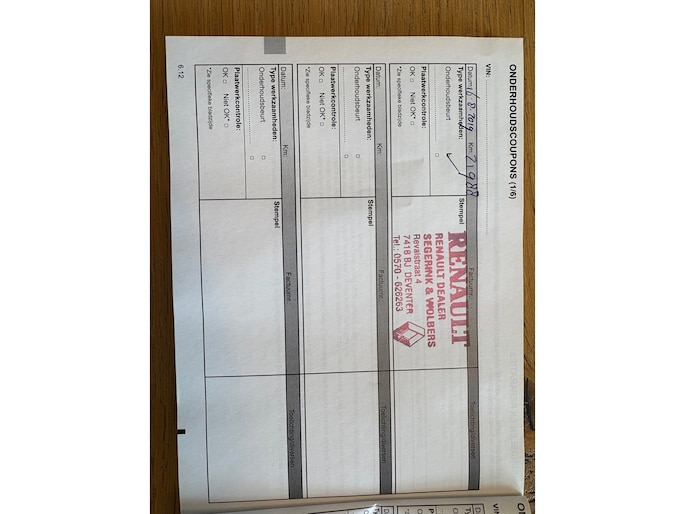 ONDERHOUDSCOUPONS (1/6)
VIN:
Datum: 16-8-2019 Km: 71988 Factuurnr.
Type werkzaamheden:
Onderhoudsbeurt
Plaatwerkcontrole:
OK □ Niet OK* □
*Zie specifieke bladzijde
Stempel
RENAULT
RENAULT DEALER
SEGERINK & WOLBERS
Revalstraat 4
7418 BJ DEVENTER
Tel.: 0570 - 626263
Datum: Km: Factuurnr.
Type werkzaamheden:
Onderhoudsbeurt □
Plaatwerkcontrole:
OK □ Niet OK* □
*Zie specifieke bladzijde
Stempel
Datum: Km: Factuurnr.
Type werkzaamheden:
Onderhoudsbeurt □
Plaatwerkcontrole:
OK □ Niet OK* □
*Zie specifieke bladzijde
Stempel
6.12